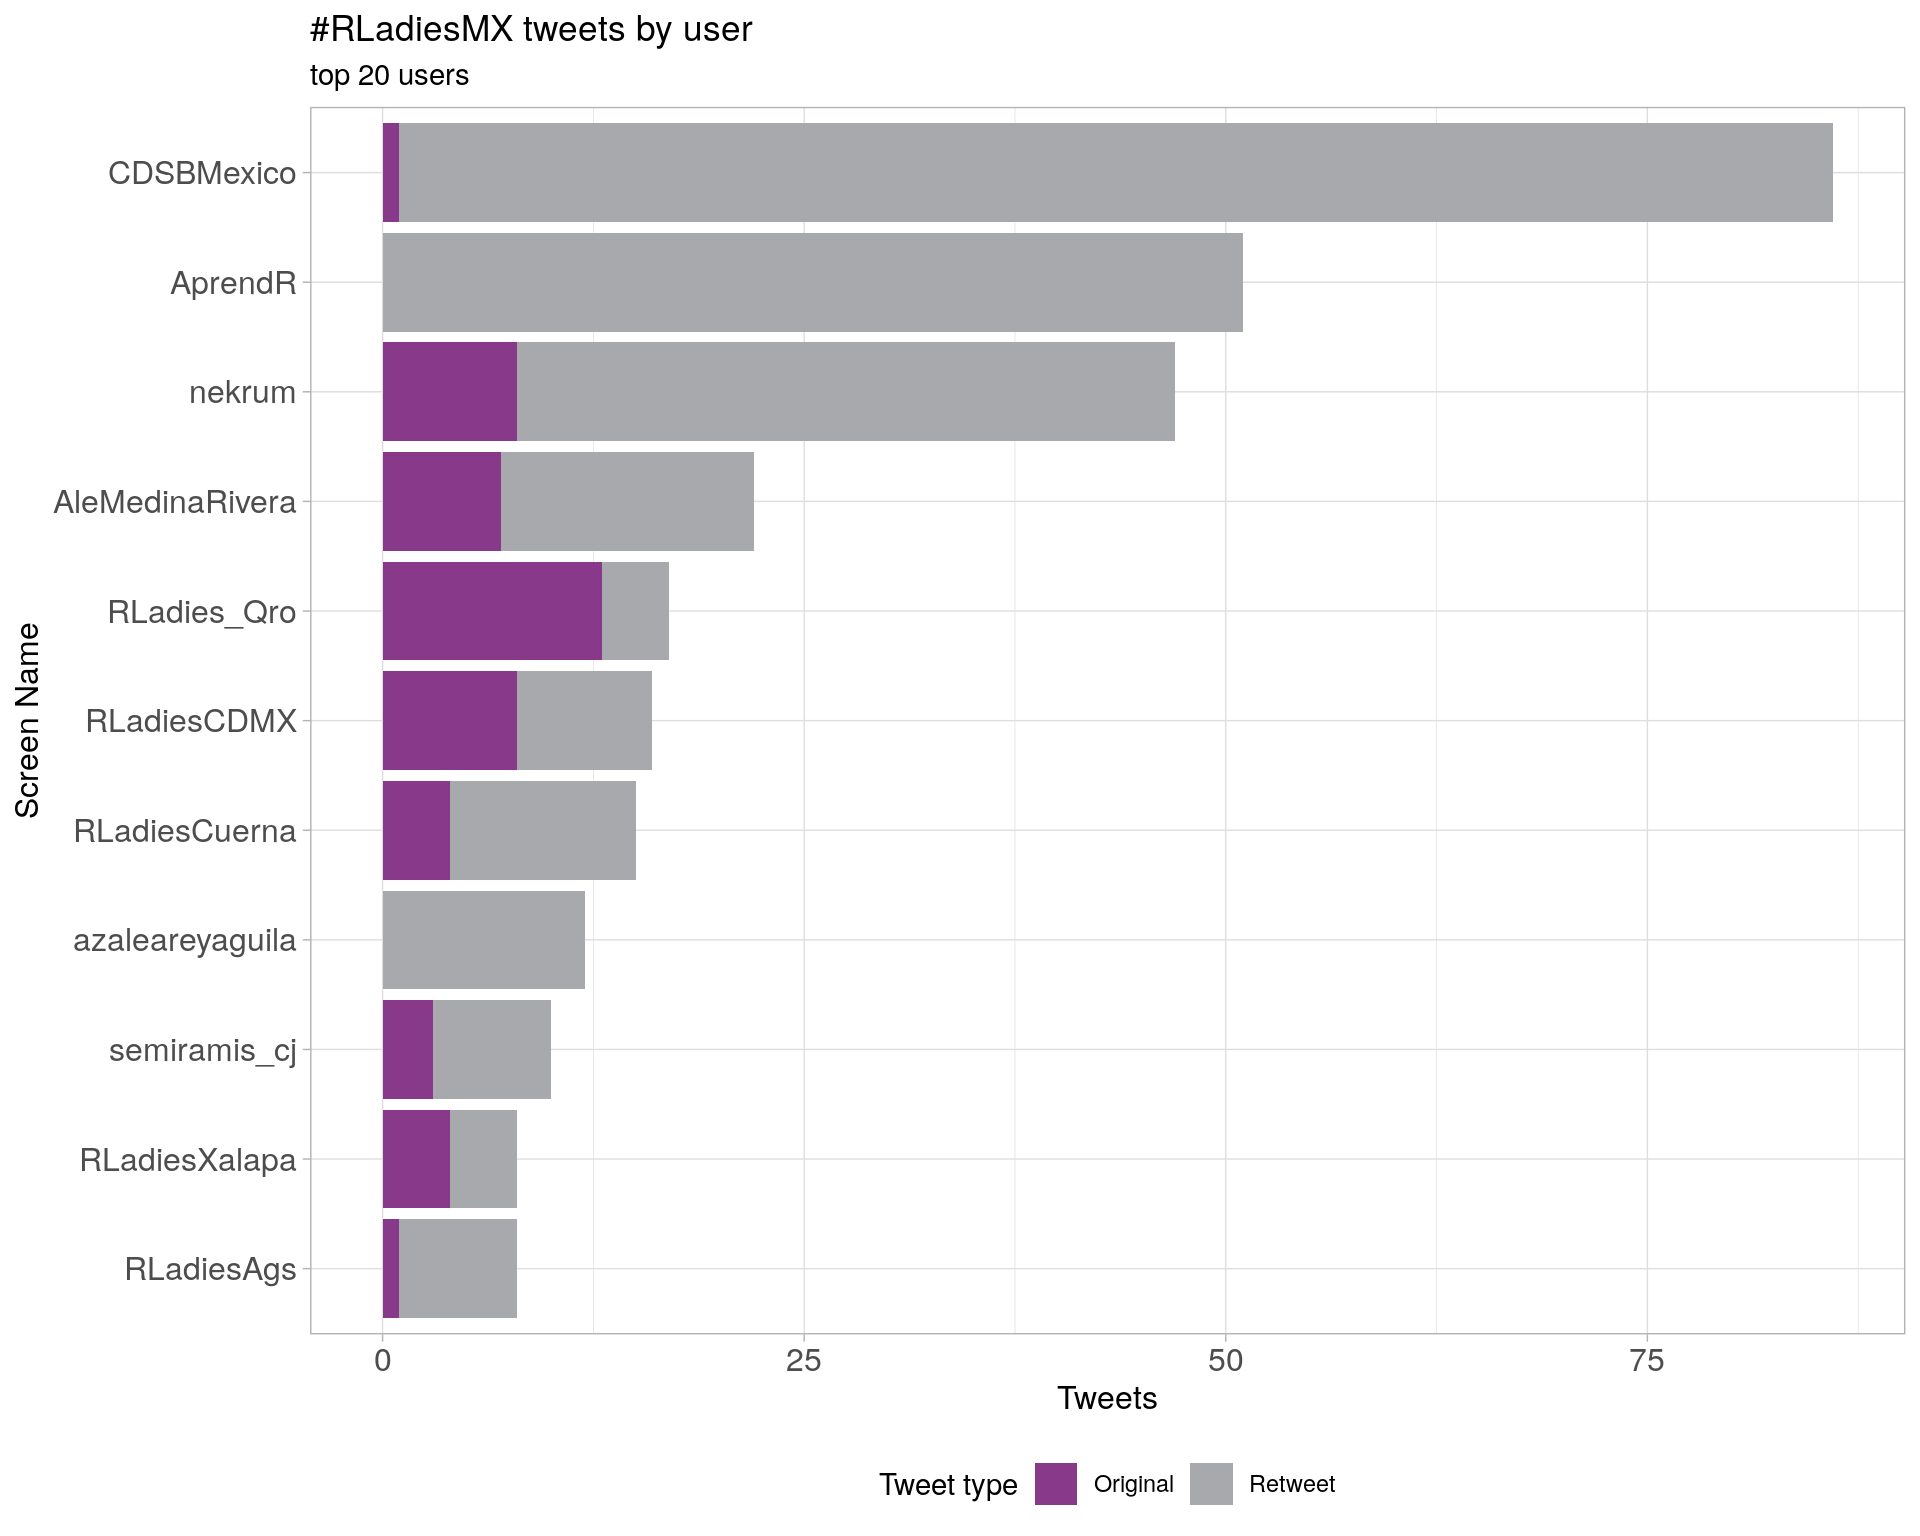 #RLadiesMX tweets by user
top 20 users
Screen Name
CDSBMexico
AprendR
nekrum
AleMedinaRivera
RLadies_Qro
RLadiesCDMX
RLadiesCuerna
azaleareyaguila
semiramis_cj
RLadiesXalapa
RLadiesAgs
0 25 50 75
Tweets
Tweet type Original Retweet